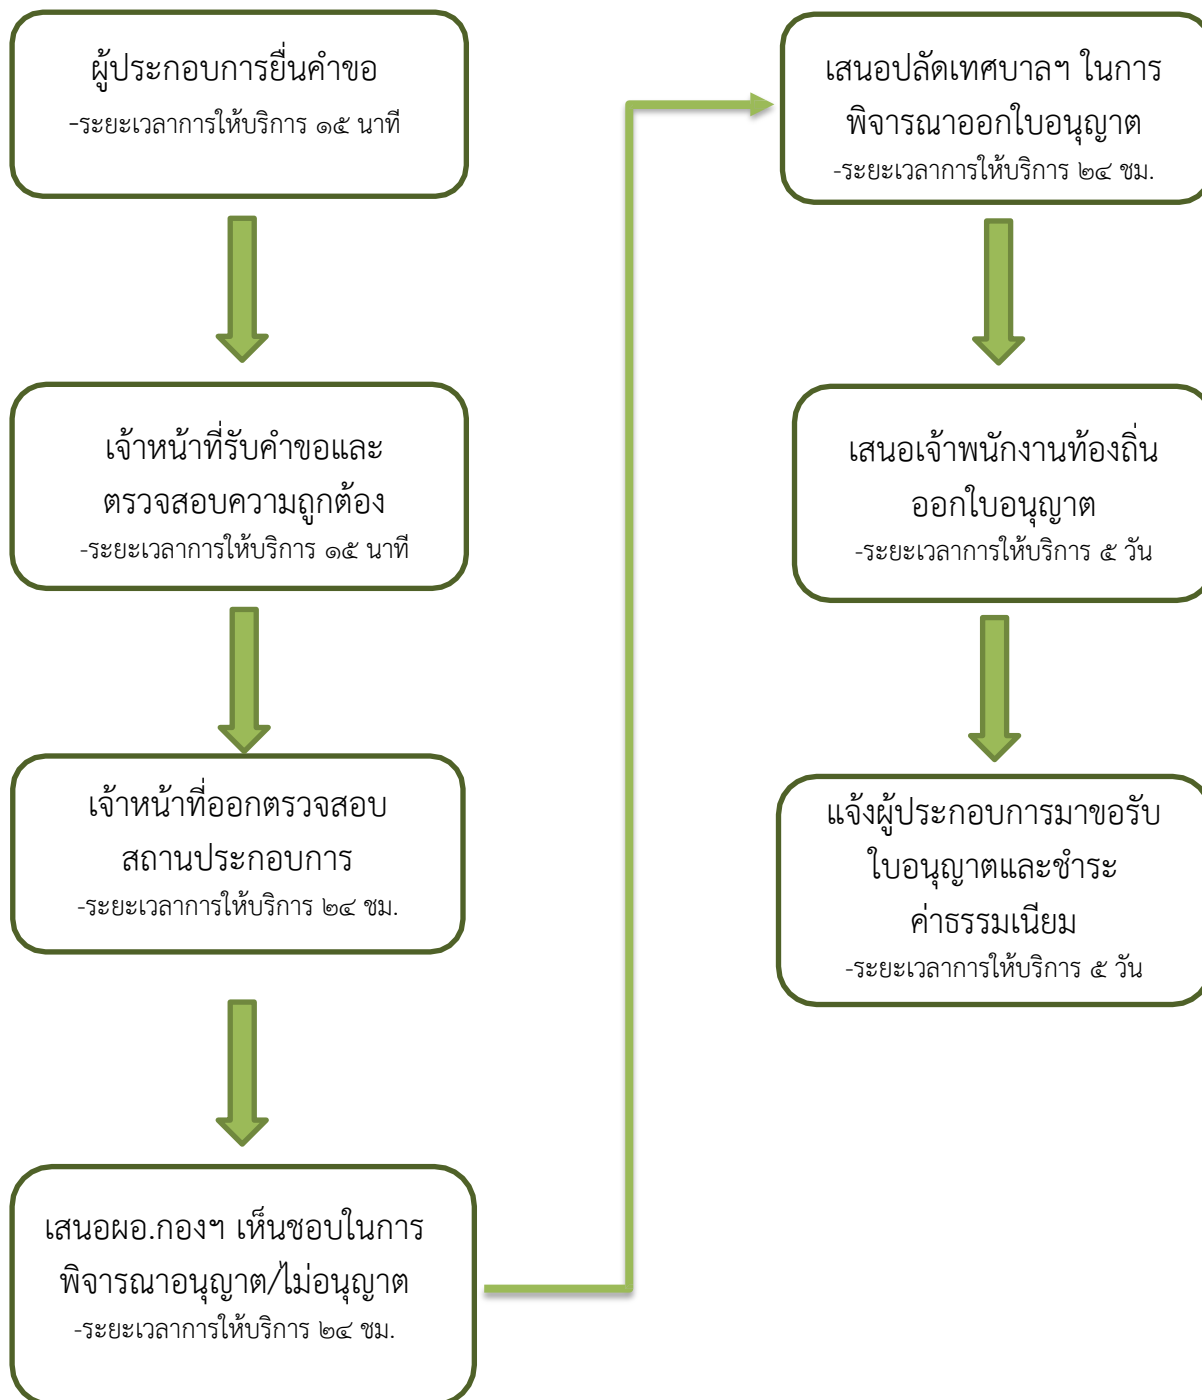 ผู้ประกอบการยื่นคำขอ
-ระยะเวลาการให้บริการ ๑๕ นาที
เจ้าหน้าที่รับคำขอและ
ตรวจสอบความถูกต้อง
-ระยะเวลาการให้บริการ ๑๕ นาที
เจ้าหน้าที่ออกตรวจสอบ
สถานประกอบการ
-ระยะเวลาการให้บริการ ๒๔ ชม.
เสนอผอ.กองฯ เห็นชอบในการ
พิจารณาอนุญาต/ไม่อนุญาต
-ระยะเวลาการให้บริการ ๒๔ ชม.
เสนอปลัดเทศบาลฯ ในการ
พิจารณาออกใบอนุญาต
-ระยะเวลาการให้บริการ ๒๔ ชม.
เสนอเจ้าพนักงานท้องถิ่น
ออกใบอนุญาต
-ระยะเวลาการให้บริการ ๕ วัน
แจ้งผู้ประกอบการมาขอรับ
ใบอนุญาตและชำระ
ค่าธรรมเนียม
-ระยะเวลาการให้บริการ ๕ วัน